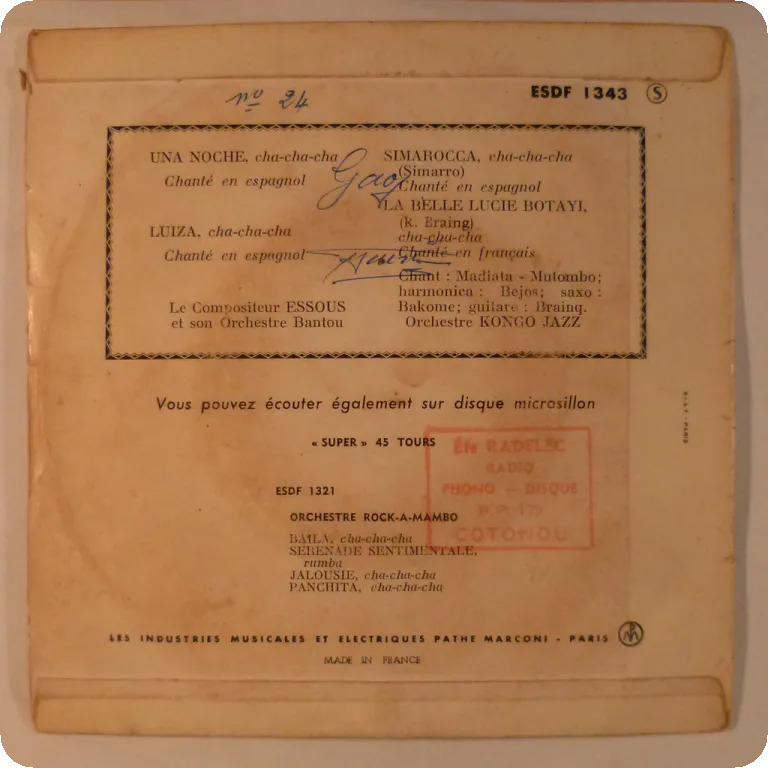 nº 24
ESDF 1343 S
UNA NOCHE, cha-cha-cha
Chanté en espagnol
LUIZA, cha-cha-cha
Chanté en espagnol
Le Compositeur ESSOUS
et son Orchestre Bantou
SIMAROCCA, cha-cha-cha
(Simarro)
Chanté en espagnol
LA BELLE LUCIE BOTAYI,
(k. Braing)
cha-cha-cha
Chanté en français
Chant : Madiata - Mutombo;
harmonica : Bejos; saxo :
Bakome; guitare : Brainq.
Orchestre KONGO JAZZ
Vous pouvez écouter également sur disque microsillon
« SUPER » 45 TOURS
ESDF 1321
ORCHESTRE ROCK-A-MAMBO
BAILA, cha-cha-cha
SERENADE SENTIMENTALE,
rumba
JALOUSIE, cha-cha-cha
PANCHITA, cha-cha-cha
Éts RADELEC
RADIO
PHONO — DISQUE
COTONOU
LES INDUSTRIES MUSICALES ET ELECTRIQUES PATHE MARCONI - PARIS
MADE IN FRANCE